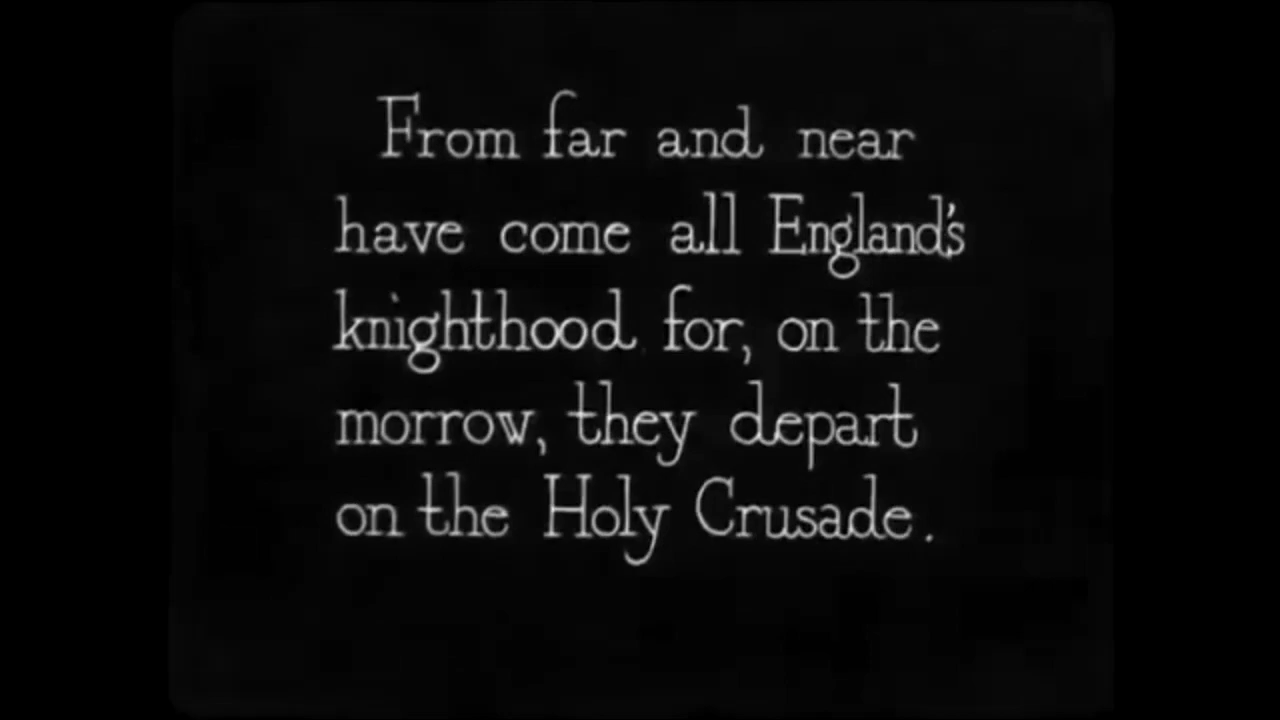 From far and near
have come all England's
knighthood for, on the
morrow, they depart
on the Holy Crusade.